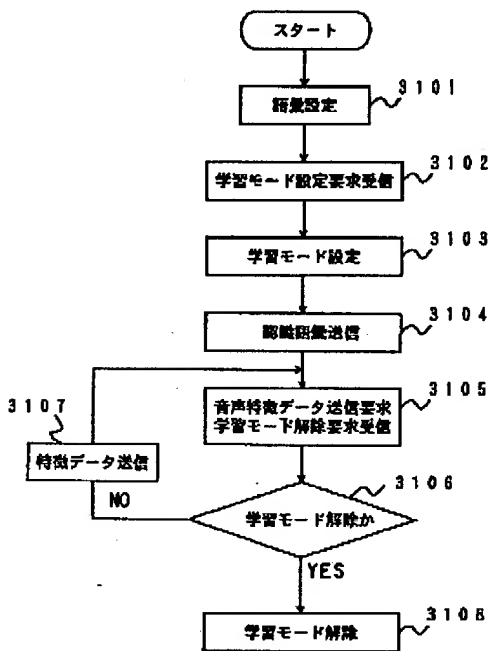 スタート
3101
語彙設定
3102
学習モード設定要求受信
3103
学習モード設定
3104
認識語彙送信
3105
音声特徴データ送信要求
学習モード解除要求受信
3107
特徴データ送信
3106
学習モード解除か
NO
YES
3108
学習モード解除